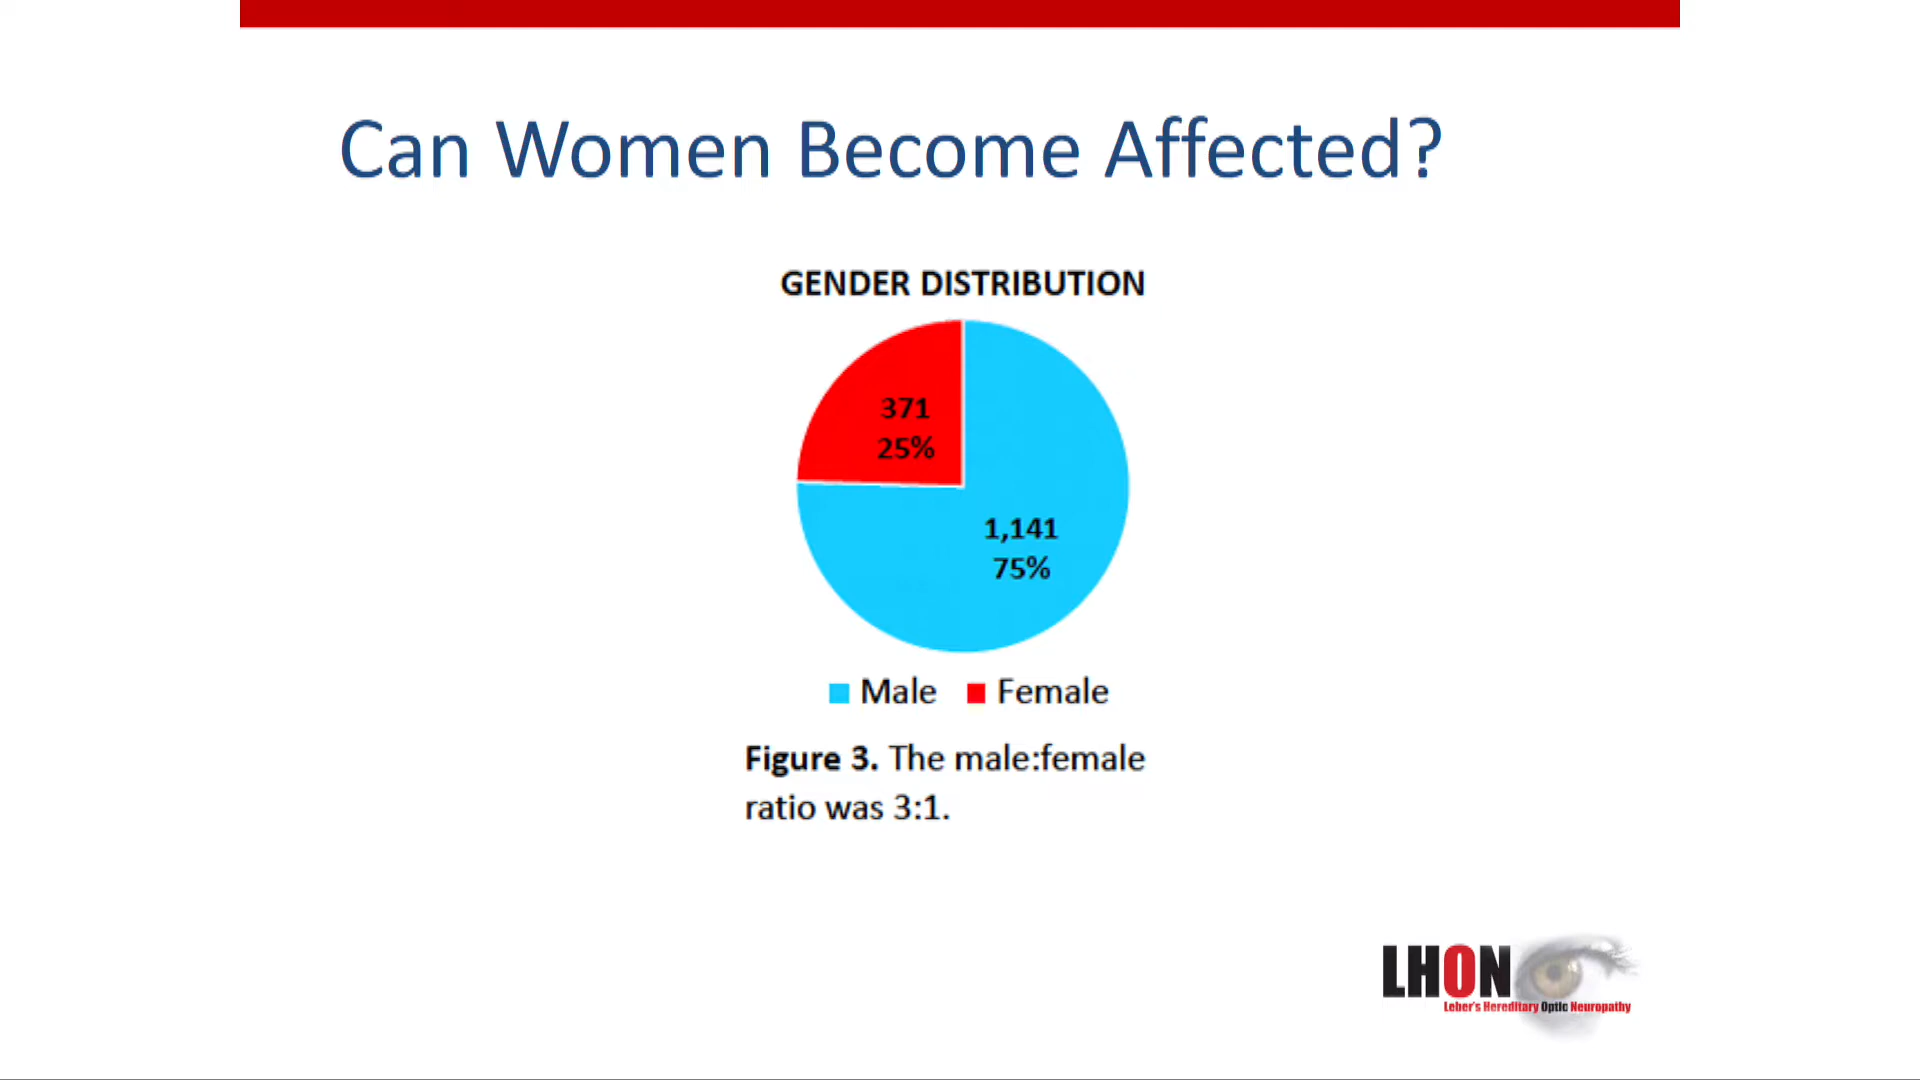 Can Women Become Affected?
GENDER DISTRIBUTION
371
25%
1,141
75%
Male Female
Figure 3. The male:female
ratio was 3:1.
LHON
Leber's Hereditary Optic Neuropathy